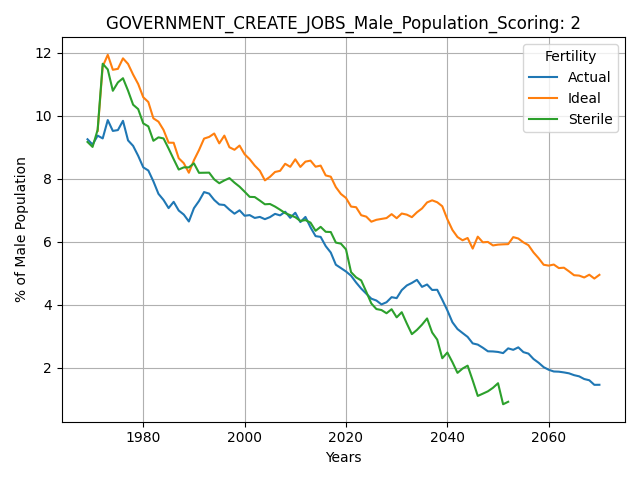 GOVERNMENT_CREATE_JOBS_Male_Population_Scoring: 2
% of Male Population
12
10
8
6
4
2
Fertility
Actual
Ideal
Sterile
1980
2000
2020
2040
2060
Years